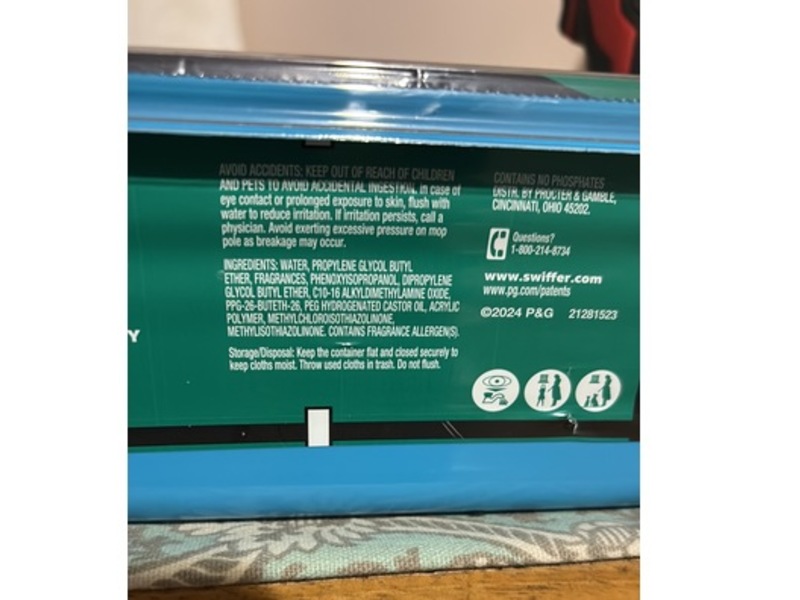 AVOID ACCIDENTS: KEEP OUT OF REACH OF CHILDREN
AND PETS TO AVOID ACCIDENTAL INGESTION. In case of
eye contact or prolonged exposure to skin, flush with
water to reduce irritation. If irritation persists, call a
physician. Avoid exerting excessive pressure on mop
pole as breakage may occur.
INGREDIENTS: WATER, PROPYLENE GLYCOL BUTYL
ETHER, FRAGRANCES, PHENOXYISOPROPANOL, DIPROPYLENE
GLYCOL BUTYL ETHER, C10-16 ALKYLDIMETHYLAMINE OXIDE,
PPG-26-BUTETH-26, PEG HYDROGENATED CASTOR OIL, ACRYLIC
POLYMER, METHYLCHLOROISOTHIAZOLINONE,
METHYLISOTHIAZOLINONE. CONTAINS FRAGRANCE ALLERGEN(S).
Storage/Disposal: Keep the container flat and closed securely to
keep cloths moist. Throw used cloths in trash. Do not flush.
CONTAINS NO PHOSPHATES
DISTR. BY PROCTER & GAMBLE,
CINCINNATI, OHIO 45202.
Questions?
1-800-214-8734
www.swiffer.com
www.pg.com/patents
©2024 P&G 21281523
Y